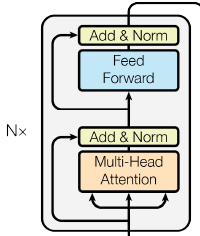 Add & Norm
Feed
Forward
N×
Add & Norm
Multi-Head
Attention